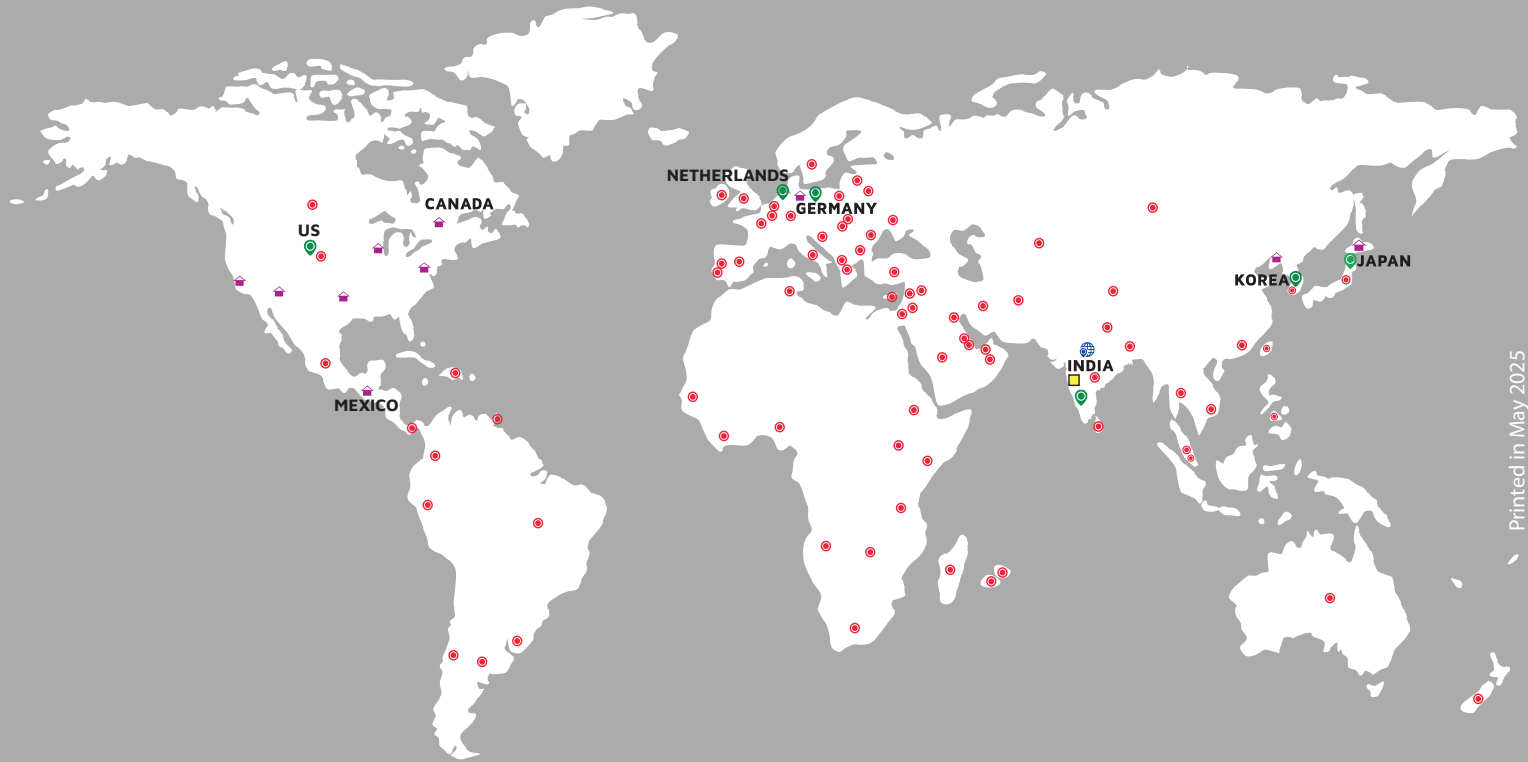 NETHERLANDS
CANADA
GERMANY
US
JAPAN
KOREA
INDIA
MEXICO
Printed in May 2025